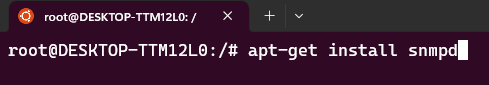 root@DESKTOP-TTM12L0: /
root@DESKTOP-TTM12L0:/# apt-get install snmpd